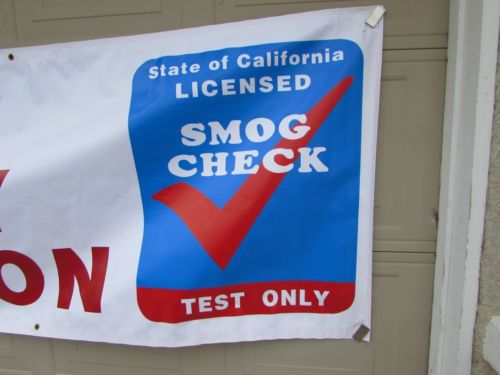 State of California
LICENSED
SMOG
CHECK
TEST ONLY
ON